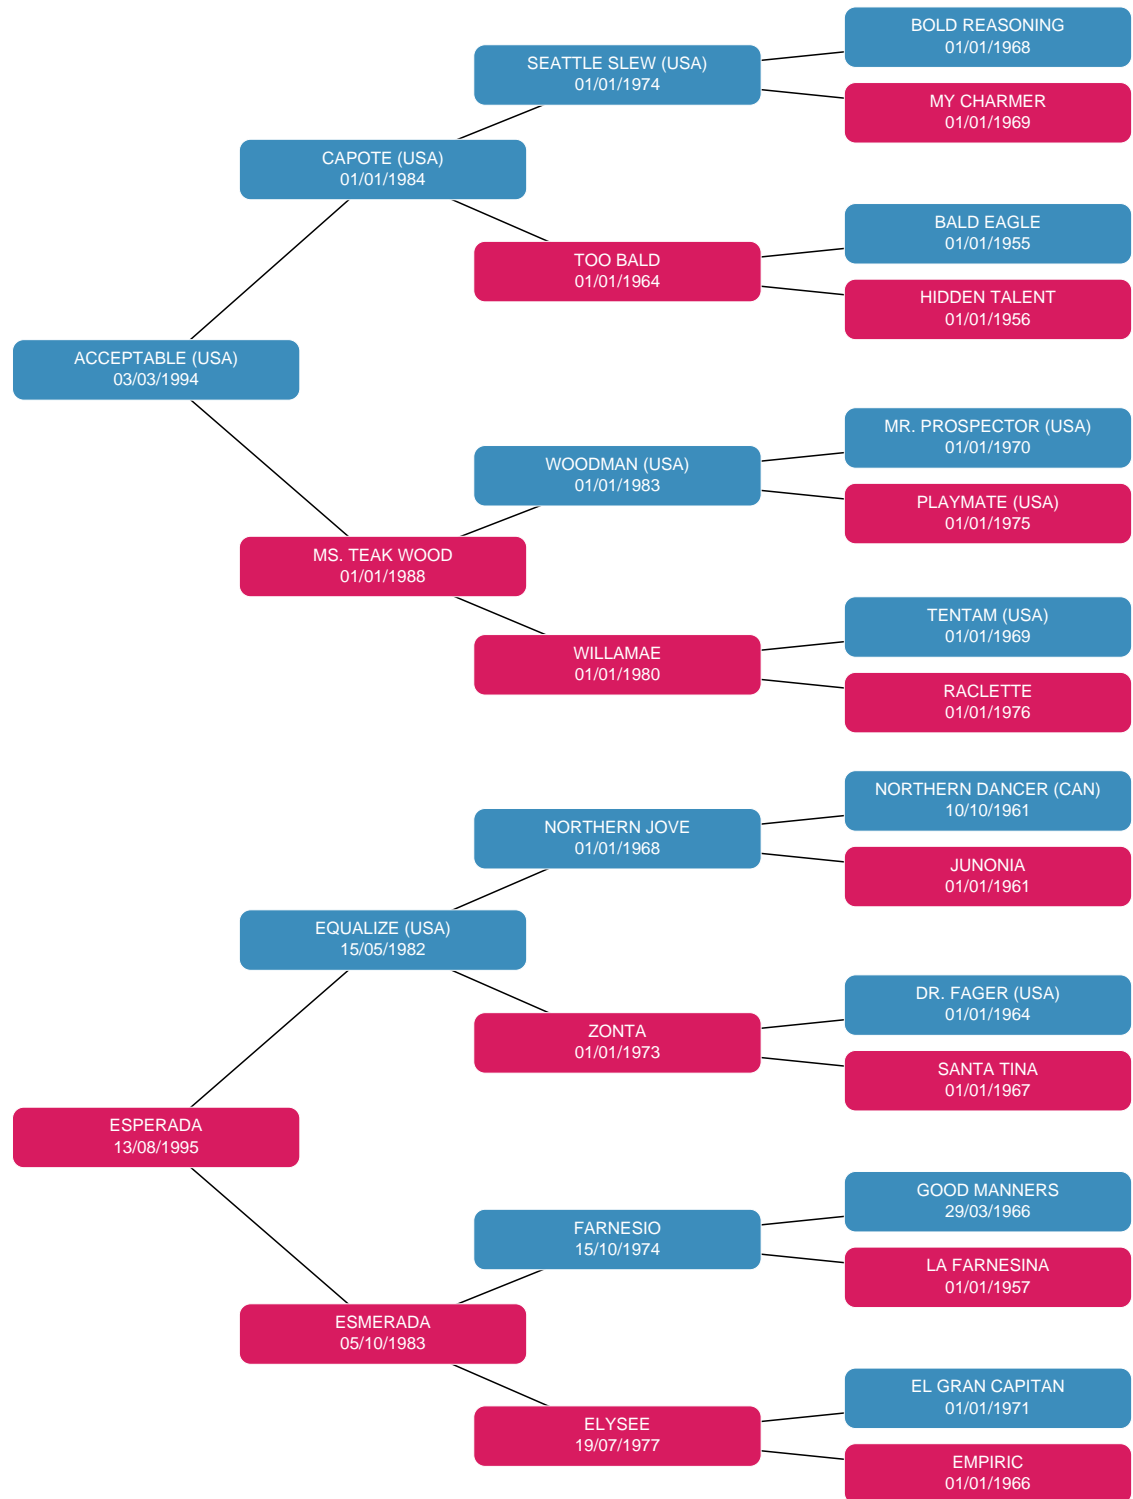 BOLD REASONING
01/01/1968
SEATTLE SLEW (USA)
01/01/1974
MY CHARMER
01/01/1969
CAPOTE (USA)
01/01/1984
BALD EAGLE
01/01/1955
TOO BALD
01/01/1964
HIDDEN TALENT
01/01/1956
ACCEPTABLE (USA)
03/03/1994
MR. PROSPECTOR (USA)
01/01/1970
WOODMAN (USA)
01/01/1983
PLAYMATE (USA)
01/01/1975
MS. TEAK WOOD
01/01/1988
TENTAM (USA)
01/01/1969
WILLAMAE
01/01/1980
RACLETTE
01/01/1976
NORTHERN DANCER (CAN)
10/10/1961
NORTHERN JOVE
01/01/1968
JUNONIA
01/01/1961
EQUALIZE (USA)
15/05/1982
DR. FAGER (USA)
01/01/1964
ZONTA
01/01/1973
SANTA TINA
01/01/1967
ESPERADA
13/08/1995
GOOD MANNERS
29/03/1966
FARNESIO
15/10/1974
LA FARNESINA
01/01/1957
ESMERADA
05/10/1983
EL GRAN CAPITAN
01/01/1971
ELYSEE
19/07/1977
EMPIRIC
01/01/1966